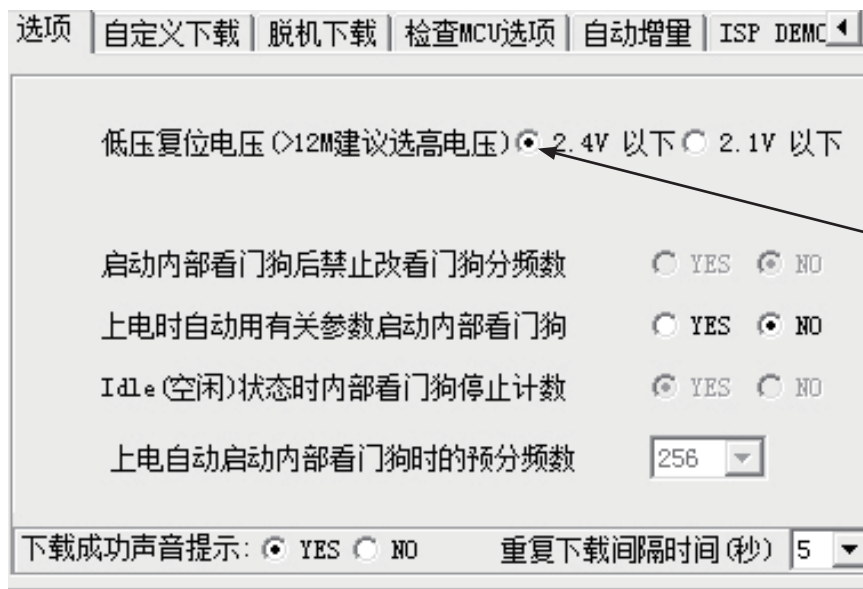 选项 自定义下载 脱机下载 检查MCU选项 自动增量 ISP DEMO
低压复位电压(>12M建议选高电压) 2.4V 以下 2.1V 以下
启动内部看门狗后禁止改看门狗分频数 YES NO
上电时自动用有关参数启动内部看门狗 YES NO
Idle(空闲)状态时内部看门狗停止计数 YES NO
上电自动启动内部看门狗时的预分频数 256
下载成功声音提示: YES NO 重复下载间隔时间(秒) 5